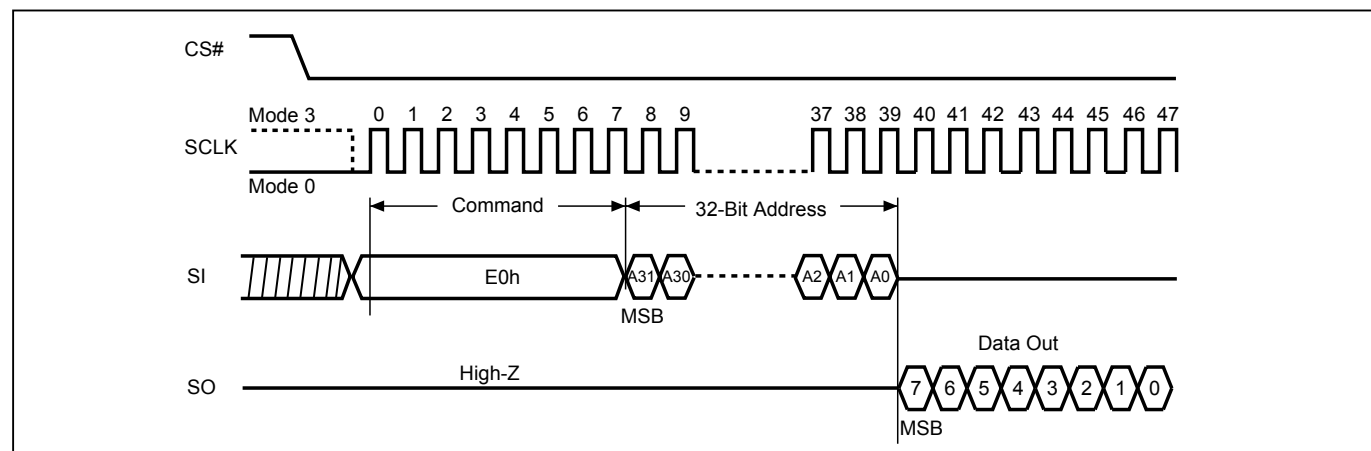 CS#
Mode 3
0 1 2 3 4 5 6 7 8 9 37 38 39 40 41 42 43 44 45 46 47
SCLK
Mode 0
Command
32-Bit Address
SI
E0h
A31 A30 A2 A1 A0
MSB
Data Out
High-Z
SO
7 6 5 4 3 2 1 0
MSB